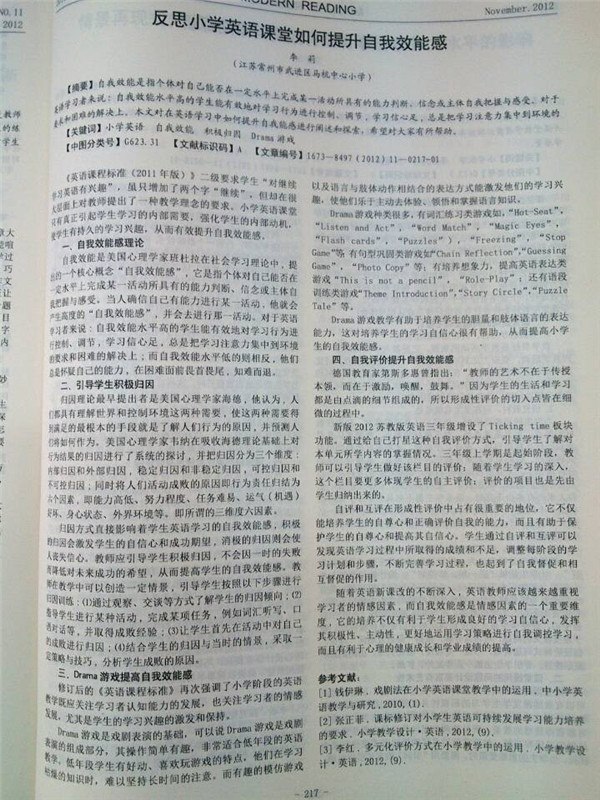 NO.11
2012
MODERN READING
November.2012
反思小学英语课堂如何提升自我效能感
李 莉
(江苏常州市武进区马杭中心小学)
【摘要】自我效能感是指个体对自己能否在一定水平上完成某一活动所具有的能力判断、信念或主体自我把握与感受。对于
英语学习者来说:自我效能水平高的学生能有效地对学习行为进行控制、调节,学习信心足,总是把学习注意力集中到环境的
要求和困难的解决上。本文对在英语学习中如何提升自我能感进行阐述和探索,希望对大家有所帮助。
【关键词】小学英语 自我效能 积极归因 Drama游戏
【中图分类号】G623.31 【文献标识码】A 【文章编号】1673-8497(2012)11-0217-01
《英语课程标准(2011年版)》二级要求学生“对继续
学习英语有兴趣”,虽只增加了两个字“继续”,但却在很
大层面上对教师提出了一种教学理念的要求。小学英语课堂
只有真正引起学生学习的内部需要,强化学生的内部动机,
使学生有持久的学习兴趣,从而有效提升自我效能感。
一、自我效能感理论
自我效能是美国心理学家班杜拉在社会学习理论中,提
出的一个核心概念“自我效能感”,它是指个体对自己能否在
一定水平上完成某一活动所具有的能力判断、信念或主体自
我把握与感受。当人确信自己有能力进行某一活动,他就会
产生高度的“自我效能感”,并会去进行那一活动。对于英语
学习者来说:自我效能水平高的学生能有效地对学习行为进
行控制、调节,学习信心足,总是把学习注意力集中到环境
的要求和困难的解决上;而自我效能水平低的则相反,他们
总是怀疑自己的能力,在困难面前畏首畏尾,知难而退。
二、引导学生积极归因
归因理论最早提出者是美国心理学家海德,他认为,人
们都具有理解世界和控制环境这两种需要,使这两种需要得
到满足的最根本的手段就是了解人们行为的原因,并预测人
们将如何作为。美国心理学家韦纳在吸收海德理论基础上对
行为结果的归因进行了系统的探讨,并把归因分为三个维度:
内部归因和外部归因,稳定归因和非稳定归因,可控归因和
不可控归因;同时将人们活动成败的原因即行为责任归结为
六个因素,即能力高低、努力程度、任务难易、运气(机遇)
好坏、身心状态、外界环境等。即所谓的三维度六因素。
归因方式直接影响着学生英语学习的自我效能感,积极
的归因会激发学生的自信心和成功期望,消极的归因则会使
人丧失信心。教师应引导学生积极归因,不会因一时的失败
而降低对未来成功的希望,从而提高学生的自我效能感。教
师在教学中可以创造一定情景,引导学生按照以下步骤进行
归因训练:(1)通过观察、交谈等方式了解学生的归因倾向;(2)
指导学生进行某种活动,完成某项任务,例如词汇听写、口
语对话等,并取得成败经验;(3)让学生首先在活动中对自己
的成败进行归因;(4)结合学生的归因与当时的情景,采取一
定策略与技巧,分析学生成败的原因。
三、Drama游戏提高自我效能感
修订后的《英语课程标准》再次强调了小学阶段的英语
教学既应关注学习者认知能力的发展,也关注学习者的情感
发展,尤其是学生的学习兴趣的激发和保持。
Drama游戏是戏剧表演的基础,可以说Drama游戏是戏剧
表演的组成部分,其操作简单有趣,非常适合低年段的英语
教学。低年段学生有好动、喜欢玩游戏的特点,他们在学习
枯燥的知识时,难以坚持长时间的注意。而有趣的模仿游戏
以及语言与肢体动作相结合的表达方式能激发他们的学习兴
趣,使他们乐于主动去体验、领悟和掌握语言知识。
Drama游戏种类很多,有词汇练习类游戏如,“Hot-Seat”,
“Listen and Act”, “Word Match”, “Magic Eyes”,
“Flash cards”, “Puzzles”), “Freezing”, “Stop
Game”等;有句型巩固类游戏如“Chain Reflection”,“Guessing
Game”, “Photo Copy”等;有培养想象力,提高英语表达类
游戏“This is not a pencil”, “Role-Play”;还有语段
训练类游戏“Theme Introduction”,“Story Circle”,“Puzzle
Tale”等。
Drama游戏教学有助于培养学生的胆量和肢体语言的表达
能力,这对培养学生的学习自信心很有帮助,从而提高小学
生的自我效能感。
四、自我评价提升自我效能感
德国教育家第斯多惠曾指出:“教师的艺术不在于传授
本领。而在于激励,唤醒,鼓舞。”因为学生的生活和学习
都是由点滴的细节组成的,所以形成性评价的切入点皆在细
微的过程中。
新版2012苏教版英语三年级增设了Ticking time板块
功能。通过给自己打星这种自我评价方式,引导学生了解对
本单元所学内容的掌握情况。三年级上学期是起始阶段,教
师可以引导学生做好该栏目的评价;随着学生学习的深入,
这个栏目要更多体现学生的自主评价;评价的项目也是先由
学生归纳出来的。
自评和互评在形成性评价中占有很重要的地位,它不仅
能培养学生的自尊心和正确评价自我的能力,而且有助于保
护学生的自尊心和提高其自信心。学生通过自评和互评可以
发现英语学习过程中所取得的成绩和不足,调整每阶段的学
习计划和步骤,不断完善学习过程,也起到了自我督促和相
互督促的作用。
随着英语新课改的不断深入,英语教师应该越来越重视
学习者的情感因素,而自我效能感是情感因素的一个重要维
度,它的培养不仅有利于学生形成良好的学习自信心,发挥
其积极性、主动性,更好地运用学习策略进行自我调控学习,
而且有利于心理的健康成长和学业成绩的提高。
参考文献:
[1] 钱伊琳.戏剧法在小学英语课堂教学中的运用.中小学英
语教学与研究,2010,(1).
[2] 张正菲.课标修订对小学生英语可持续发展学习能力培养
的要求.小学教学设计·英语,2012,(9).
[3] 李红.多元化评价方式在小学教学中的运用.小学教学设
计·英语,2012,(9).
- 217 -